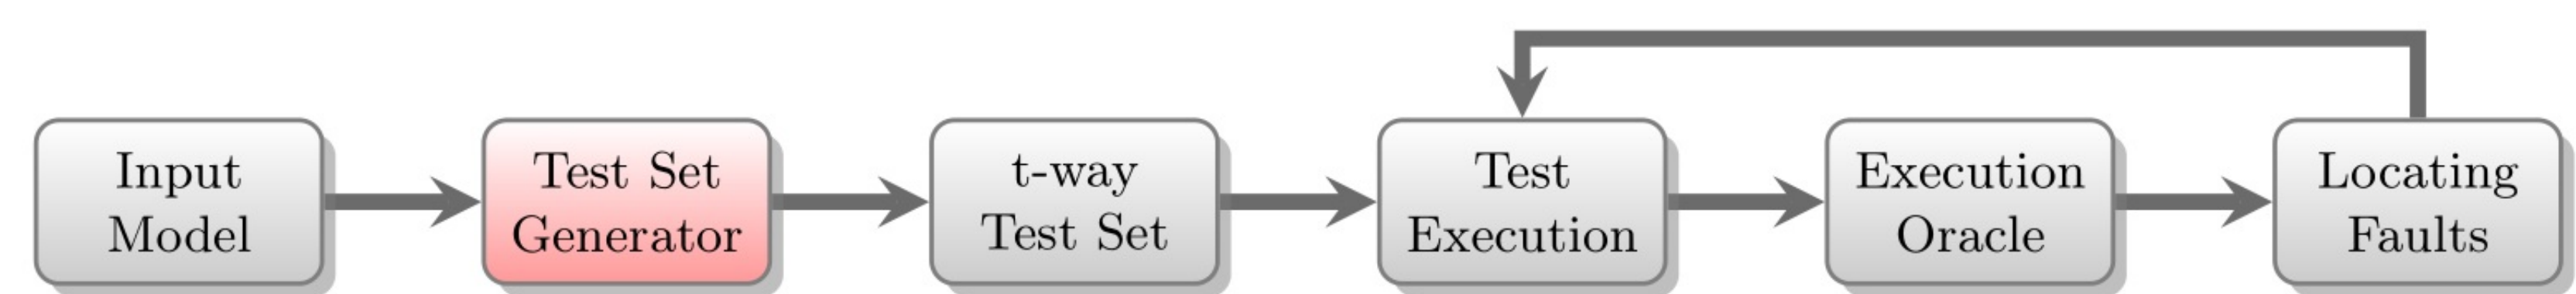 Input
Model
Test Set
Generator
t-way
Test Set
Test
Execution
Execution
Oracle
Locating
Faults